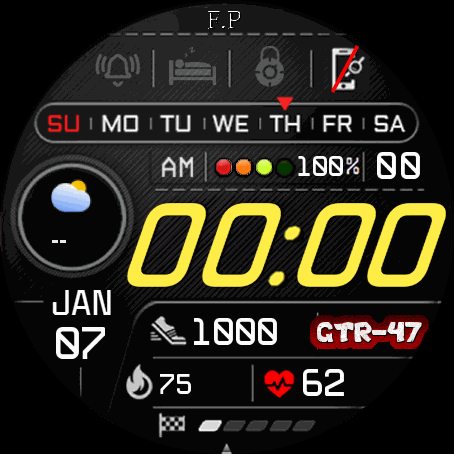 F.P
SU MO TU WE TH FR SA
AM 100% 00
00:00
--
JAN
07
1000 GTR-47
75 62